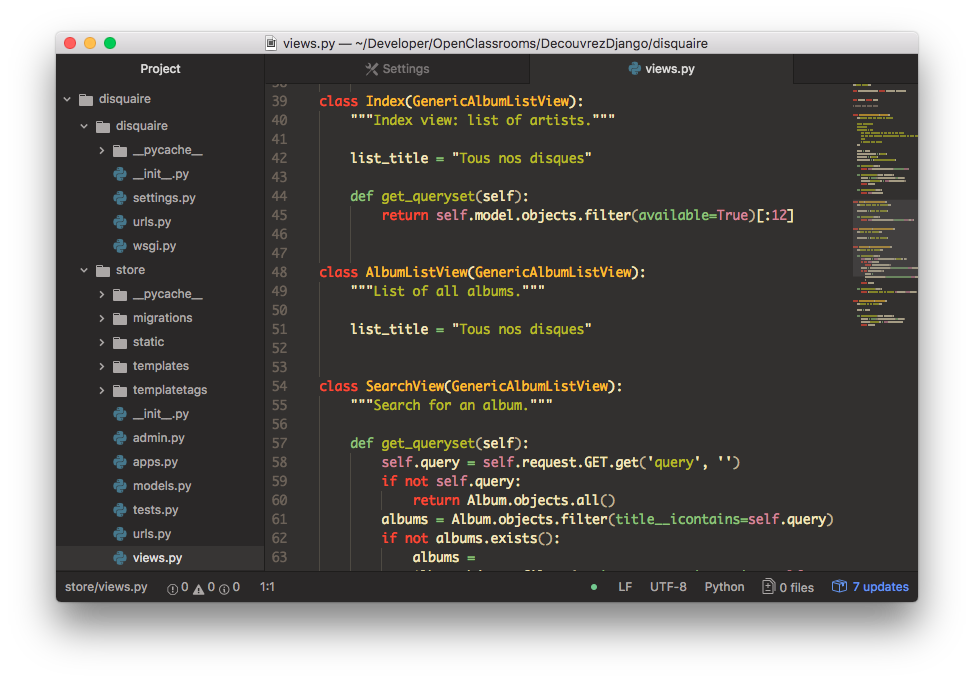 views.py — ~/Developer/OpenClassrooms/DecouvrezDjango/disquaire
Project
disquaire
disquaire
__pycache__
__init__.py
settings.py
urls.py
wsgi.py
store
__pycache__
migrations
static
templates
templatetags
__init__.py
admin.py
apps.py
models.py
tests.py
urls.py
views.py
Settings
views.py
39 class Index(GenericAlbumListView):
40 """Index view: list of artists."""
41
42 list_title = "Tous nos disques"
43
44 def get_queryset(self):
45 return self.model.objects.filter(available=True)[:12]
46
47
48 class AlbumListView(GenericAlbumListView):
49 """List of all albums."""
50
51 list_title = "Tous nos disques"
52
53
54 class SearchView(GenericAlbumListView):
55 """Search for an album."""
56
57 def get_queryset(self):
58 self.query = self.request.GET.get('query', '')
59 if not self.query:
60 return Album.objects.all()
61 albums = Album.objects.filter(title__icontains=self.query)
62 if not albums.exists():
63 albums =
store/views.py 0 0 0 1:1 LF UTF-8 Python 0 files 7 updates